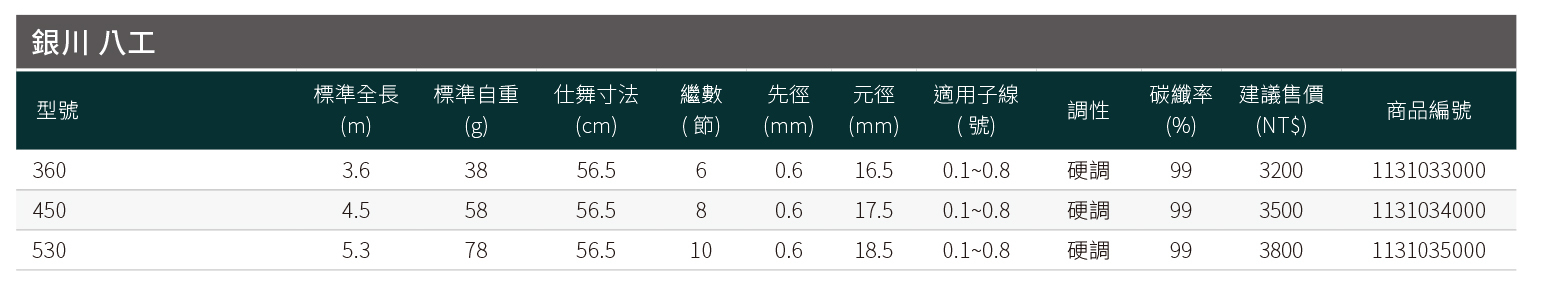 銀川 八工
型號 標準全長 (m) 標準自重 (g) 仕舞寸法 (cm) 繼數 ( 節) 先徑 (mm) 元徑 (mm) 適用子線 ( 號) 調性 碳纖率 (%) 建議售價 (NT$) 商品編號
360 3.6 38 56.5 6 0.6 16.5 0.1~0.8 硬調 99 3200 1131033000
450 4.5 58 56.5 8 0.6 17.5 0.1~0.8 硬調 99 3500 1131034000
530 5.3 78 56.5 10 0.6 18.5 0.1~0.8 硬調 99 3800 1131035000